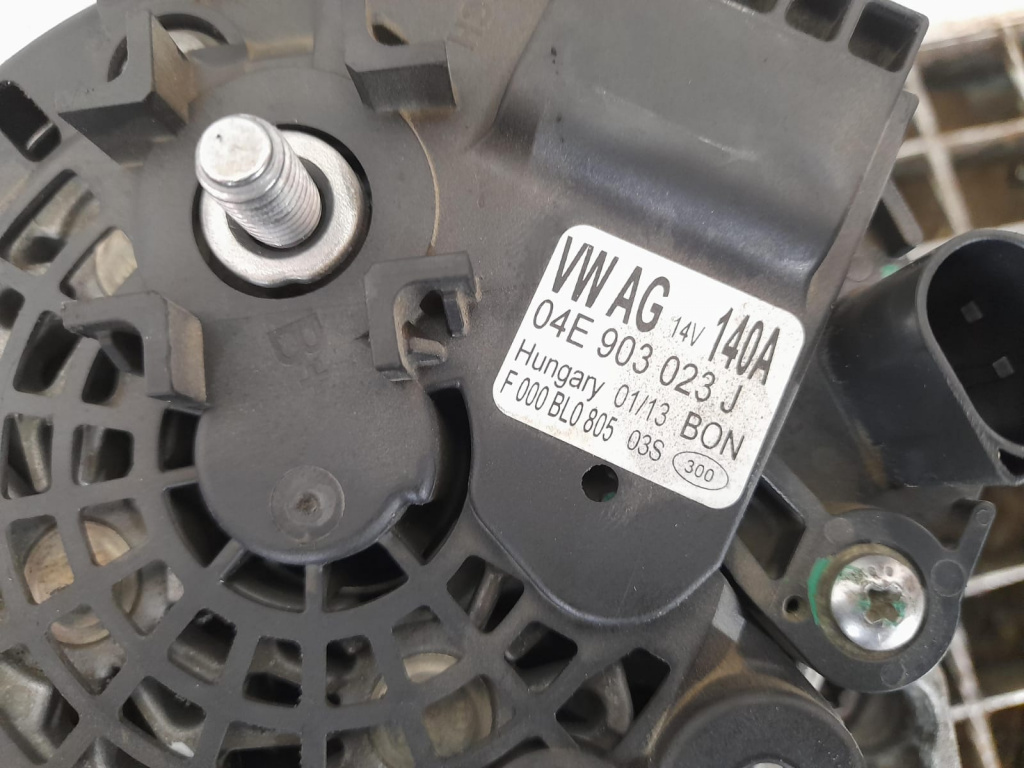 VW AG 14V 140A
04E 903 023 J
Hungary 01/13 BON
F 000 BL0 805 03S 300
B+